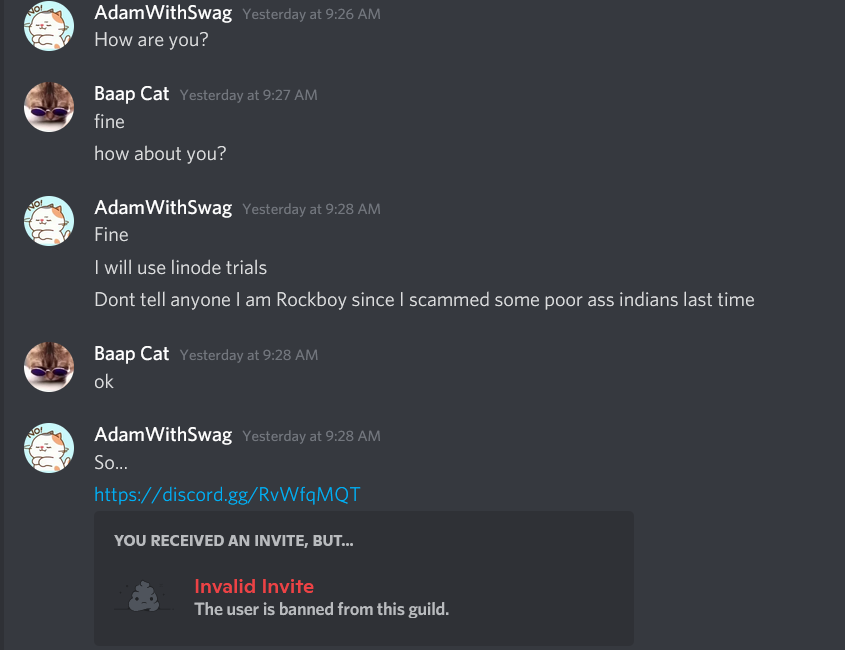 AdamWithSwag Yesterday at 9:26 AM
How are you?
Baap Cat Yesterday at 9:27 AM
fine
how about you?
NO!
AdamWithSwag Yesterday at 9:28 AM
Fine
I will use linode trials
Dont tell anyone I am Rockboy since I scammed some poor ass indians last time
Baap Cat Yesterday at 9:28 AM
ok
NO!
AdamWithSwag Yesterday at 9:28 AM
So...
https://discord.gg/RvWfqMQT
YOU RECEIVED AN INVITE, BUT...
Invalid Invite
The user is banned from this guild.